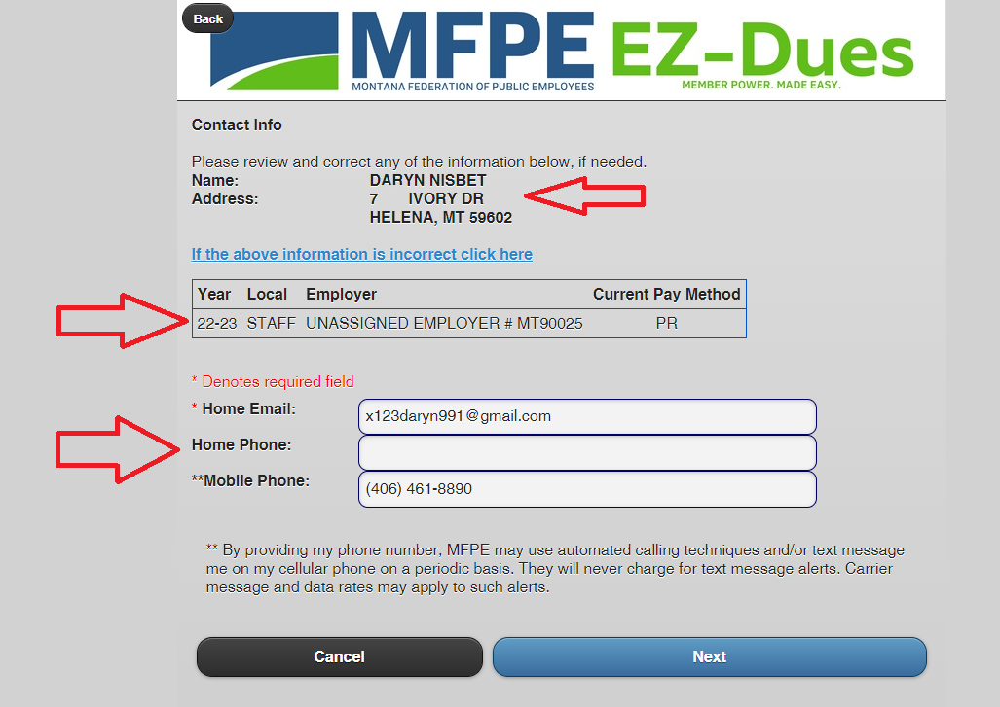 Back
MFPE EZ-Dues
MONTANA FEDERATION OF PUBLIC EMPLOYEES MEMBER POWER. MADE EASY.
Contact Info
Please review and correct any of the information below, if needed.
Name: DARYN NISBET
Address: 7 IVORY DR
HELENA, MT 59602
If the above information is incorrect click here
Year Local Employer Current Pay Method
22-23 STAFF UNASSIGNED EMPLOYER # MT90025 PR
* Denotes required field
* Home Email: x123daryn991@gmail.com
Home Phone:
**Mobile Phone: (406) 461-8890
** By providing my phone number, MFPE may use automated calling techniques and/or text message
me on my cellular phone on a periodic basis. They will never charge for text message alerts. Carrier
message and data rates may apply to such alerts.
Cancel Next